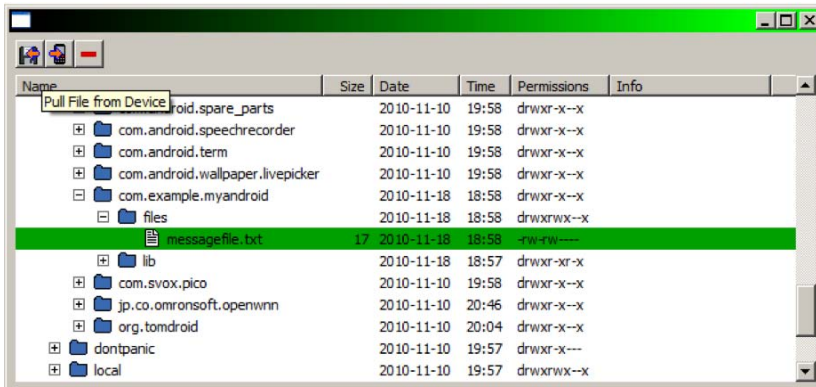 Name Size Date Time Permissions Info
Pull File from Device
android.spare_parts 2010-11-10 19:58 drwxr-x--x
com.android.speechrecorder 2010-11-10 19:58 drwxr-x--x
com.android.term 2010-11-10 19:58 drwxr-x--x
com.android.wallpaper.livepicker 2010-11-10 19:58 drwxr-x--x
com.example.myandroid 2010-11-18 18:58 drwxr-x--x
files 2010-11-18 18:58 drwxrwx--x
messagefile.txt 17 2010-11-18 18:58 -rw-rw----
lib 2010-11-18 18:57 drwxr-xr-x
com.svox.pico 2010-11-10 19:58 drwxr-x--x
jp.co.omronsoft.openwnn 2010-11-10 20:46 drwxr-x--x
org.tomdroid 2010-11-10 20:04 drwxr-x--x
dontpanic 2010-11-10 19:57 drwxr-x---
local 2010-11-10 19:57 drwxrwx--x